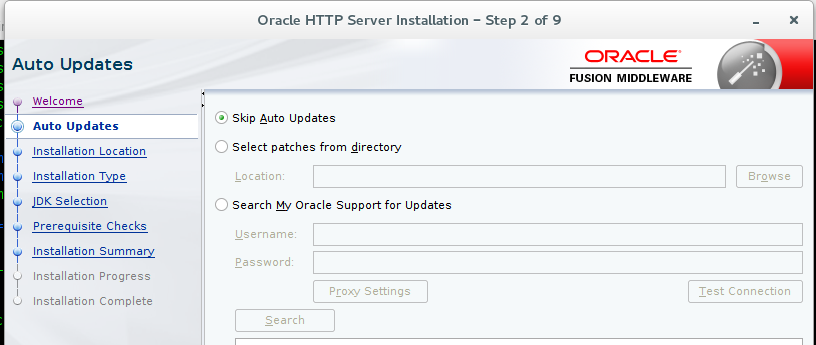 Oracle HTTP Server Installation – Step 2 of 9
Auto Updates
ORACLE
FUSION MIDDLEWARE
Welcome
Auto Updates
Installation Location
Installation Type
JDK Selection
Prerequisite Checks
Installation Summary
Installation Progress
Installation Complete
Skip Auto Updates
Select patches from directory
Location:
Browse
Search My Oracle Support for Updates
Username:
Password:
Proxy Settings
Test Connection
Search